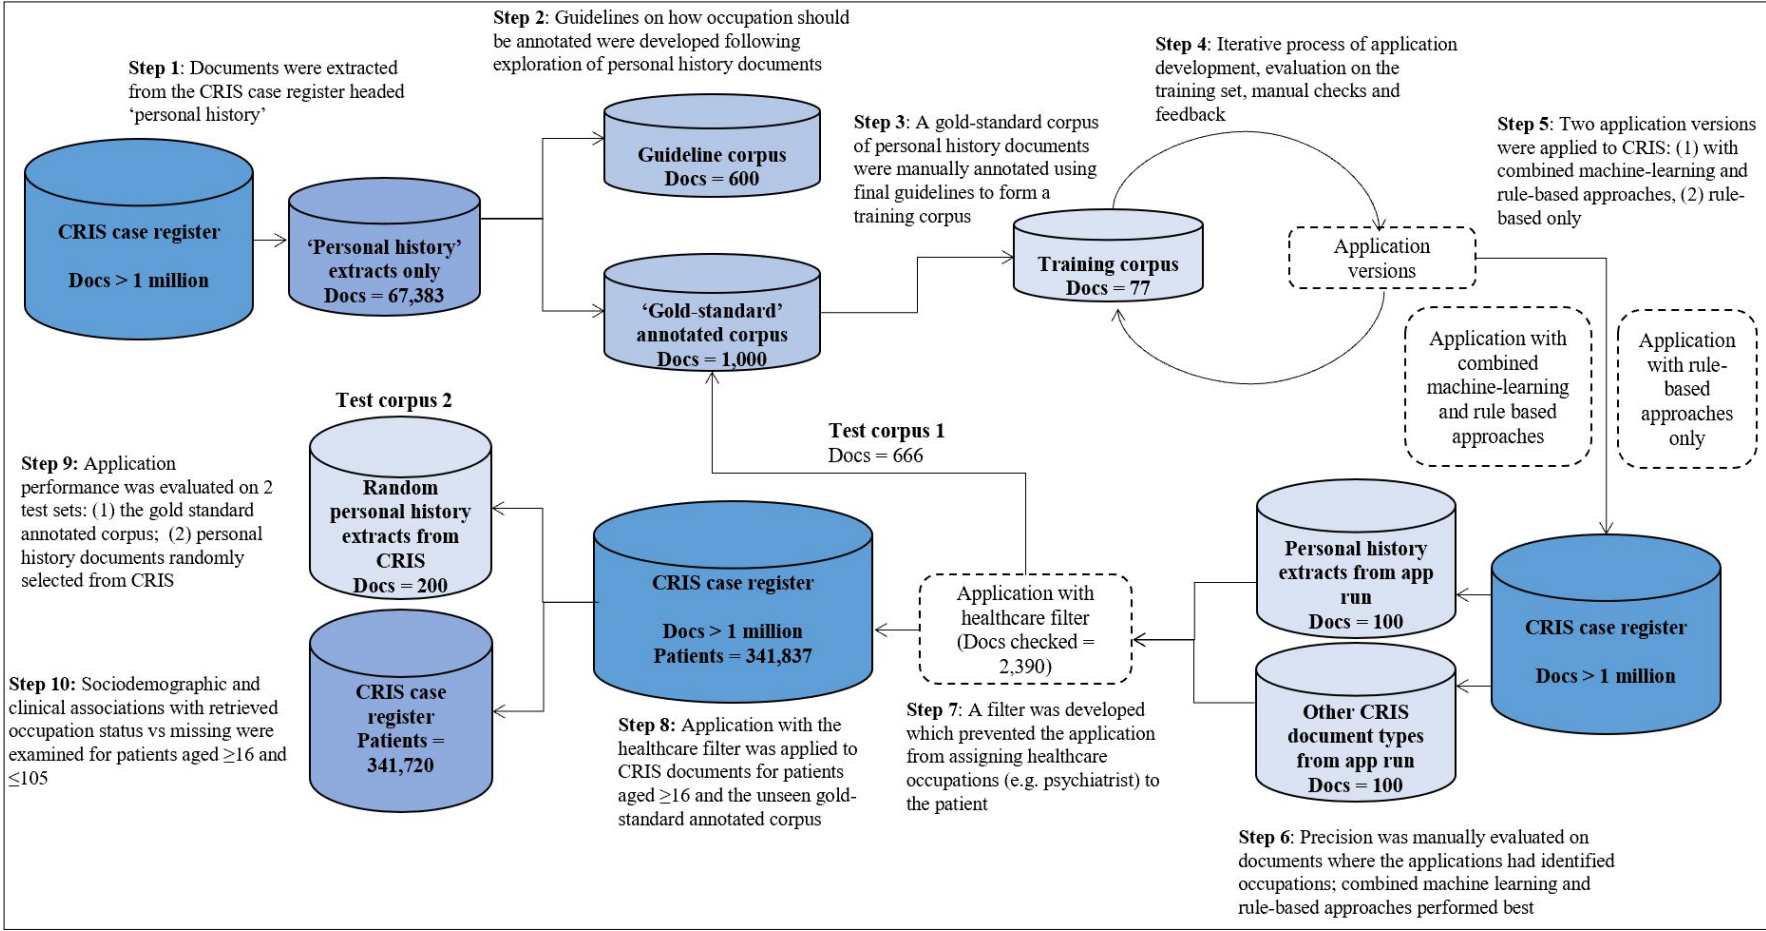 Step 1: Documents were extracted
from the CRIS case register headed
‘personal history’
CRIS case register
Docs > 1 million
‘Personal history’
extracts only
Docs = 67,383
Step 2: Guidelines on how occupation should
be annotated were developed following
exploration of personal history documents
Guideline corpus
Docs = 600
‘Gold-standard’
annotated corpus
Docs = 1,000
Step 3: A gold-standard corpus
of personal history documents
were manually annotated using
final guidelines to form a
training corpus
Training corpus
Docs = 77
Step 4: Iterative process of application
development, evaluation on the
training set, manual checks and
feedback
Application
versions
Step 5: Two application versions
were applied to CRIS: (1) with
combined machine-learning and
rule-based approaches, (2) rule-
based only
Application with
combined
machine-learning
and rule based
approaches
Application
with rule-
based
approaches
only
CRIS case register
Docs > 1 million
Personal history
extracts from app
run
Docs = 100
Other CRIS
document types
from app run
Docs = 100
Step 6: Precision was manually evaluated on
documents where the applications had identified
occupations; combined machine learning and
rule-based approaches performed best
Application with
healthcare filter
(Docs checked =
2,390)
Step 7: A filter was developed
which prevented the application
from assigning healthcare
occupations (e.g. psychiatrist) to
the patient
Test corpus 1
Docs = 666
CRIS case register
Docs > 1 million
Patients = 341,837
Step 8: Application with the
healthcare filter was applied to
CRIS documents for patients
aged ≥16 and the unseen gold-
standard annotated corpus
Test corpus 2
Random
personal history
extracts from
CRIS
Docs = 200
Step 9: Application
performance was evaluated on 2
test sets: (1) the gold standard
annotated corpus; (2) personal
history documents randomly
selected from CRIS
CRIS case
register
Patients =
341,720
Step 10: Sociodemographic and
clinical associations with retrieved
occupation status vs missing were
examined for patients aged ≥16 and
≤105